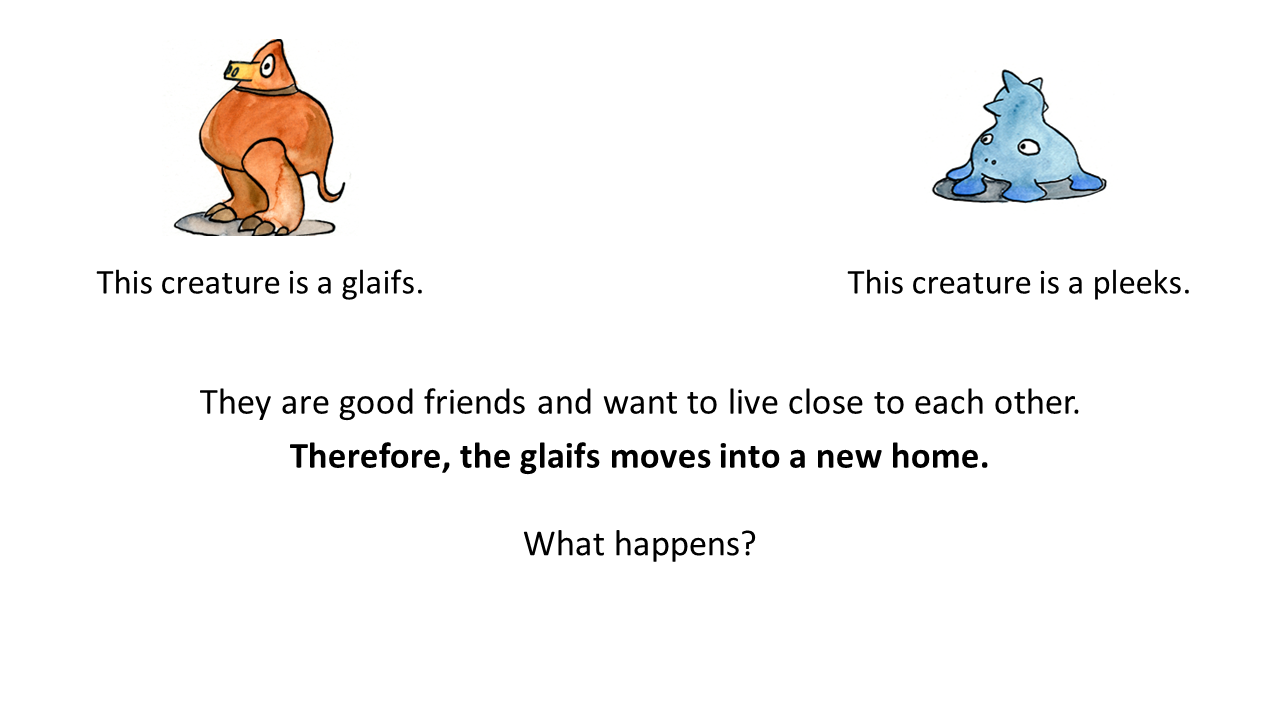 This creature is a glaifs.
This creature is a pleeks.
They are good friends and want to live close to each other.
Therefore, the glaifs moves into a new home.
What happens?